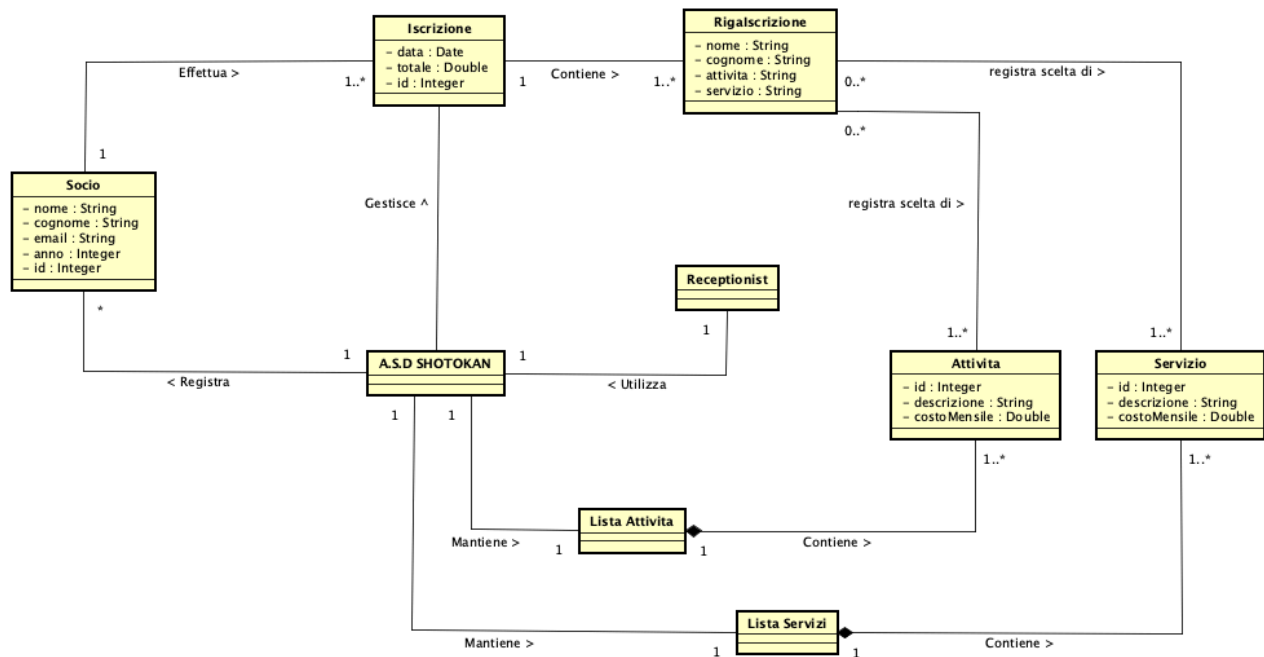 Iscrizione
- data : Date
- totale : Double
- id : Integer
RigaIscrizione
- nome : String
- cognome : String
- attivita : String
- servizio : String
Effettua >
1..*
1
Contiene >
1..*
0..*
registra scelta di >
0..*
1
Socio
- nome : String
- cognome : String
- email : String
- anno : Integer
- id : Integer
Gestisce ^
registra scelta di >
Receptionist
*
1
1
1
1..*
1..*
A.S.D SHOTOKAN
< Registra
< Utilizza
Attivita
- id : Integer
- descrizione : String
- costoMensile : Double
Servizio
- id : Integer
- descrizione : String
- costoMensile : Double
1
1
1..*
1..*
Lista Attivita
Mantiene >
1
1
Contiene >
Lista Servizi
Mantiene >
1
1
Contiene >